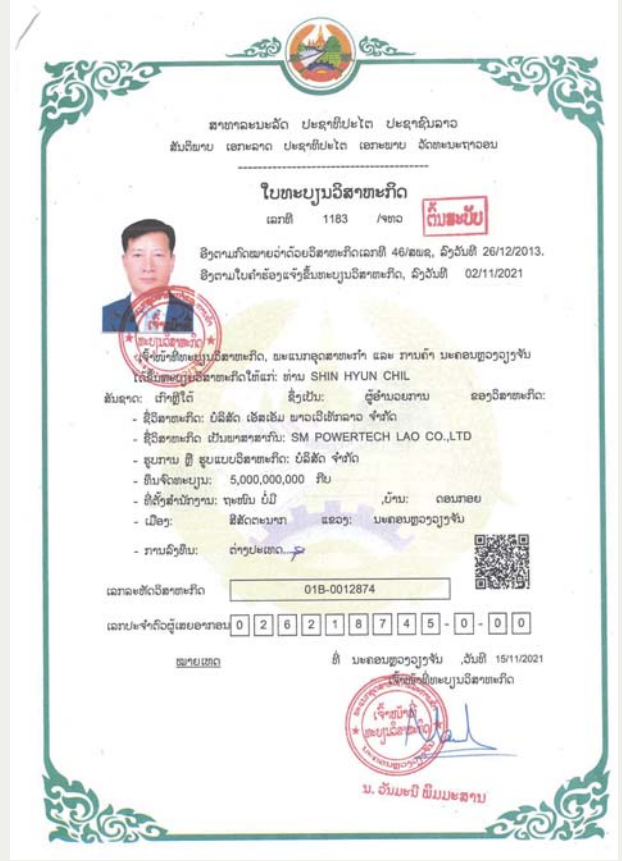 ສາທາລະນະລັດ ປະຊາທິປະໄຕ ປະຊາຊົນລາວ
ສັນຕິພາບ ເອກະລາດ ປະຊາທິປະໄຕ ເອກະພາບ ວັດທະນະຖາວອນ
ໃບທະບຽນວິສາຫະກິດ
ເລກທີ 1183 /ຈທວ
ຕົ້ນສະບັບ
ອີງຕາມກົດໝາຍວ່າດ້ວຍວິສາຫະກິດເລກທີ 46/ສພຊ, ລົງວັນທີ 26/12/2013.
ອີງຕາມໃບຄຳຮ້ອງແຈ້ງຂຶ້ນທະບຽນວິສາຫະກິດ, ລົງວັນທີ 02/11/2021
ເຈົ້າໜ້າທີ່ທະບຽນວິສາຫະກິດ, ພະແນກອຸດສາຫະກຳ ແລະ ການຄ້າ ນະຄອນຫຼວງວຽງຈັນ
ໄດ້ຂຶ້ນທະບຽນວິສາຫະກິດໃຫ້ແກ່: ທ່ານ SHIN HYUN CHIL
ສັນຊາດ: ເກົາຫຼີໃຕ້ ຊຶ່ງເປັນ: ຜູ້ອຳນວຍການ ຂອງວິສາຫະກິດ:
- ຊື່ວິສາຫະກິດ: ບໍລິສັດ ເອັສເອັມ ພາວເວີເທັກລາວ ຈຳກັດ
- ຊື່ວິສາຫະກິດ ເປັນພາສາສາກົນ: SM POWERTECH LAO CO.,LTD
- ຮູບການ ຫຼື ຮູບແບບວິສາຫະກິດ: ບໍລິສັດ ຈຳກັດ
- ທຶນຈົດທະບຽນ: 5,000,000,000 ກີບ
- ທີ່ຕັ້ງສຳນັກງານ: ຖະໜົນ ບໍ່ມີ ,ບ້ານ: ດອນກອຍ
- ເມືອງ: ສີສັດຕະນາກ ແຂວງ: ນະຄອນຫຼວງວຽງຈັນ
- ການລົງທຶນ: ຕ່າງປະເທດ
ເລກລະຫັດວິສາຫະກິດ 01B-0012874
ເລກປະຈຳຕົວຜູ້ເສຍອາກອນ 0 2 6 2 1 8 7 4 5 - 0 - 0 0
ໝາຍເຫດ ທີ່ ນະຄອນຫຼວງວຽງຈັນ ,ວັນທີ 15/11/2021
ເຈົ້າໜ້າທີ່ທະບຽນວິສາຫະກິດ
ເຈົ້າໜ້າທີ່
ທະບຽນວິສາຫະກິດ
ນ. ວັນມະນີ ພິມມະສານ